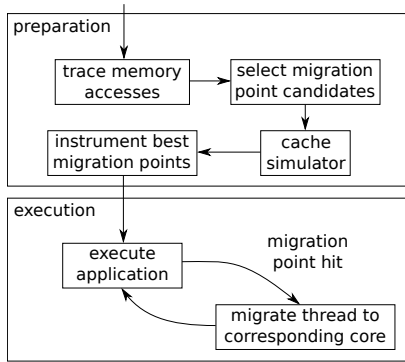 preparation
trace memory
accesses
select migration
point candidates
instrument best
migration points
cache
simulator
execution
execute
application
migration
point hit
migrate thread to
corresponding core